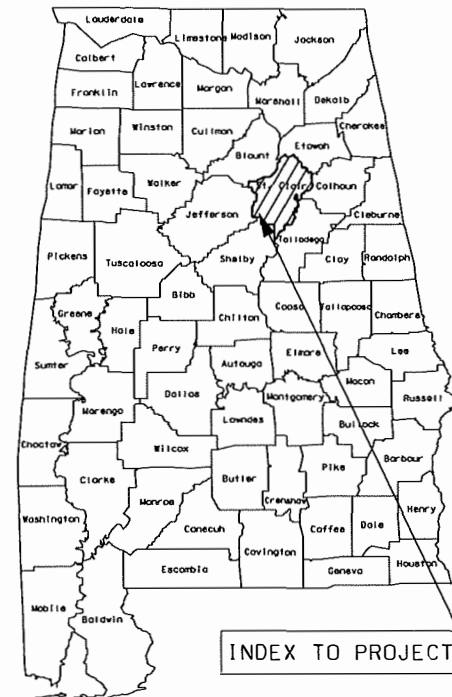 Lauderdale
Limestone
Madison
Jackson
Colbert
Lawrence
Franklin
Morgan
Marshall
Dekalb
Cherokee
Marion
Winston
Cullman
Etowah
Blount
St. Clair
Calhoun
Lamar
Fayette
Walker
Jefferson
Cleburne
Talladega
Pickens
Tuscaloosa
Shelby
Clay
Randolph
Bibb
Greene
Hale
Chilton
Coosa
Tallapoosa
Chambers
Perry
Sumter
Autauga
Elmore
Lee
Macon
Dallas
Montgomery
Russell
Marengo
Lowndes
Bullock
Choctaw
Wilcox
Barbour
Clarke
Butler
Pike
Monroe
Crenshaw
Henry
Washington
Conecuh
Coffee
Dale
Covington
Houston
Escambia
Geneva
Mobile
Baldwin
INDEX TO PROJECT